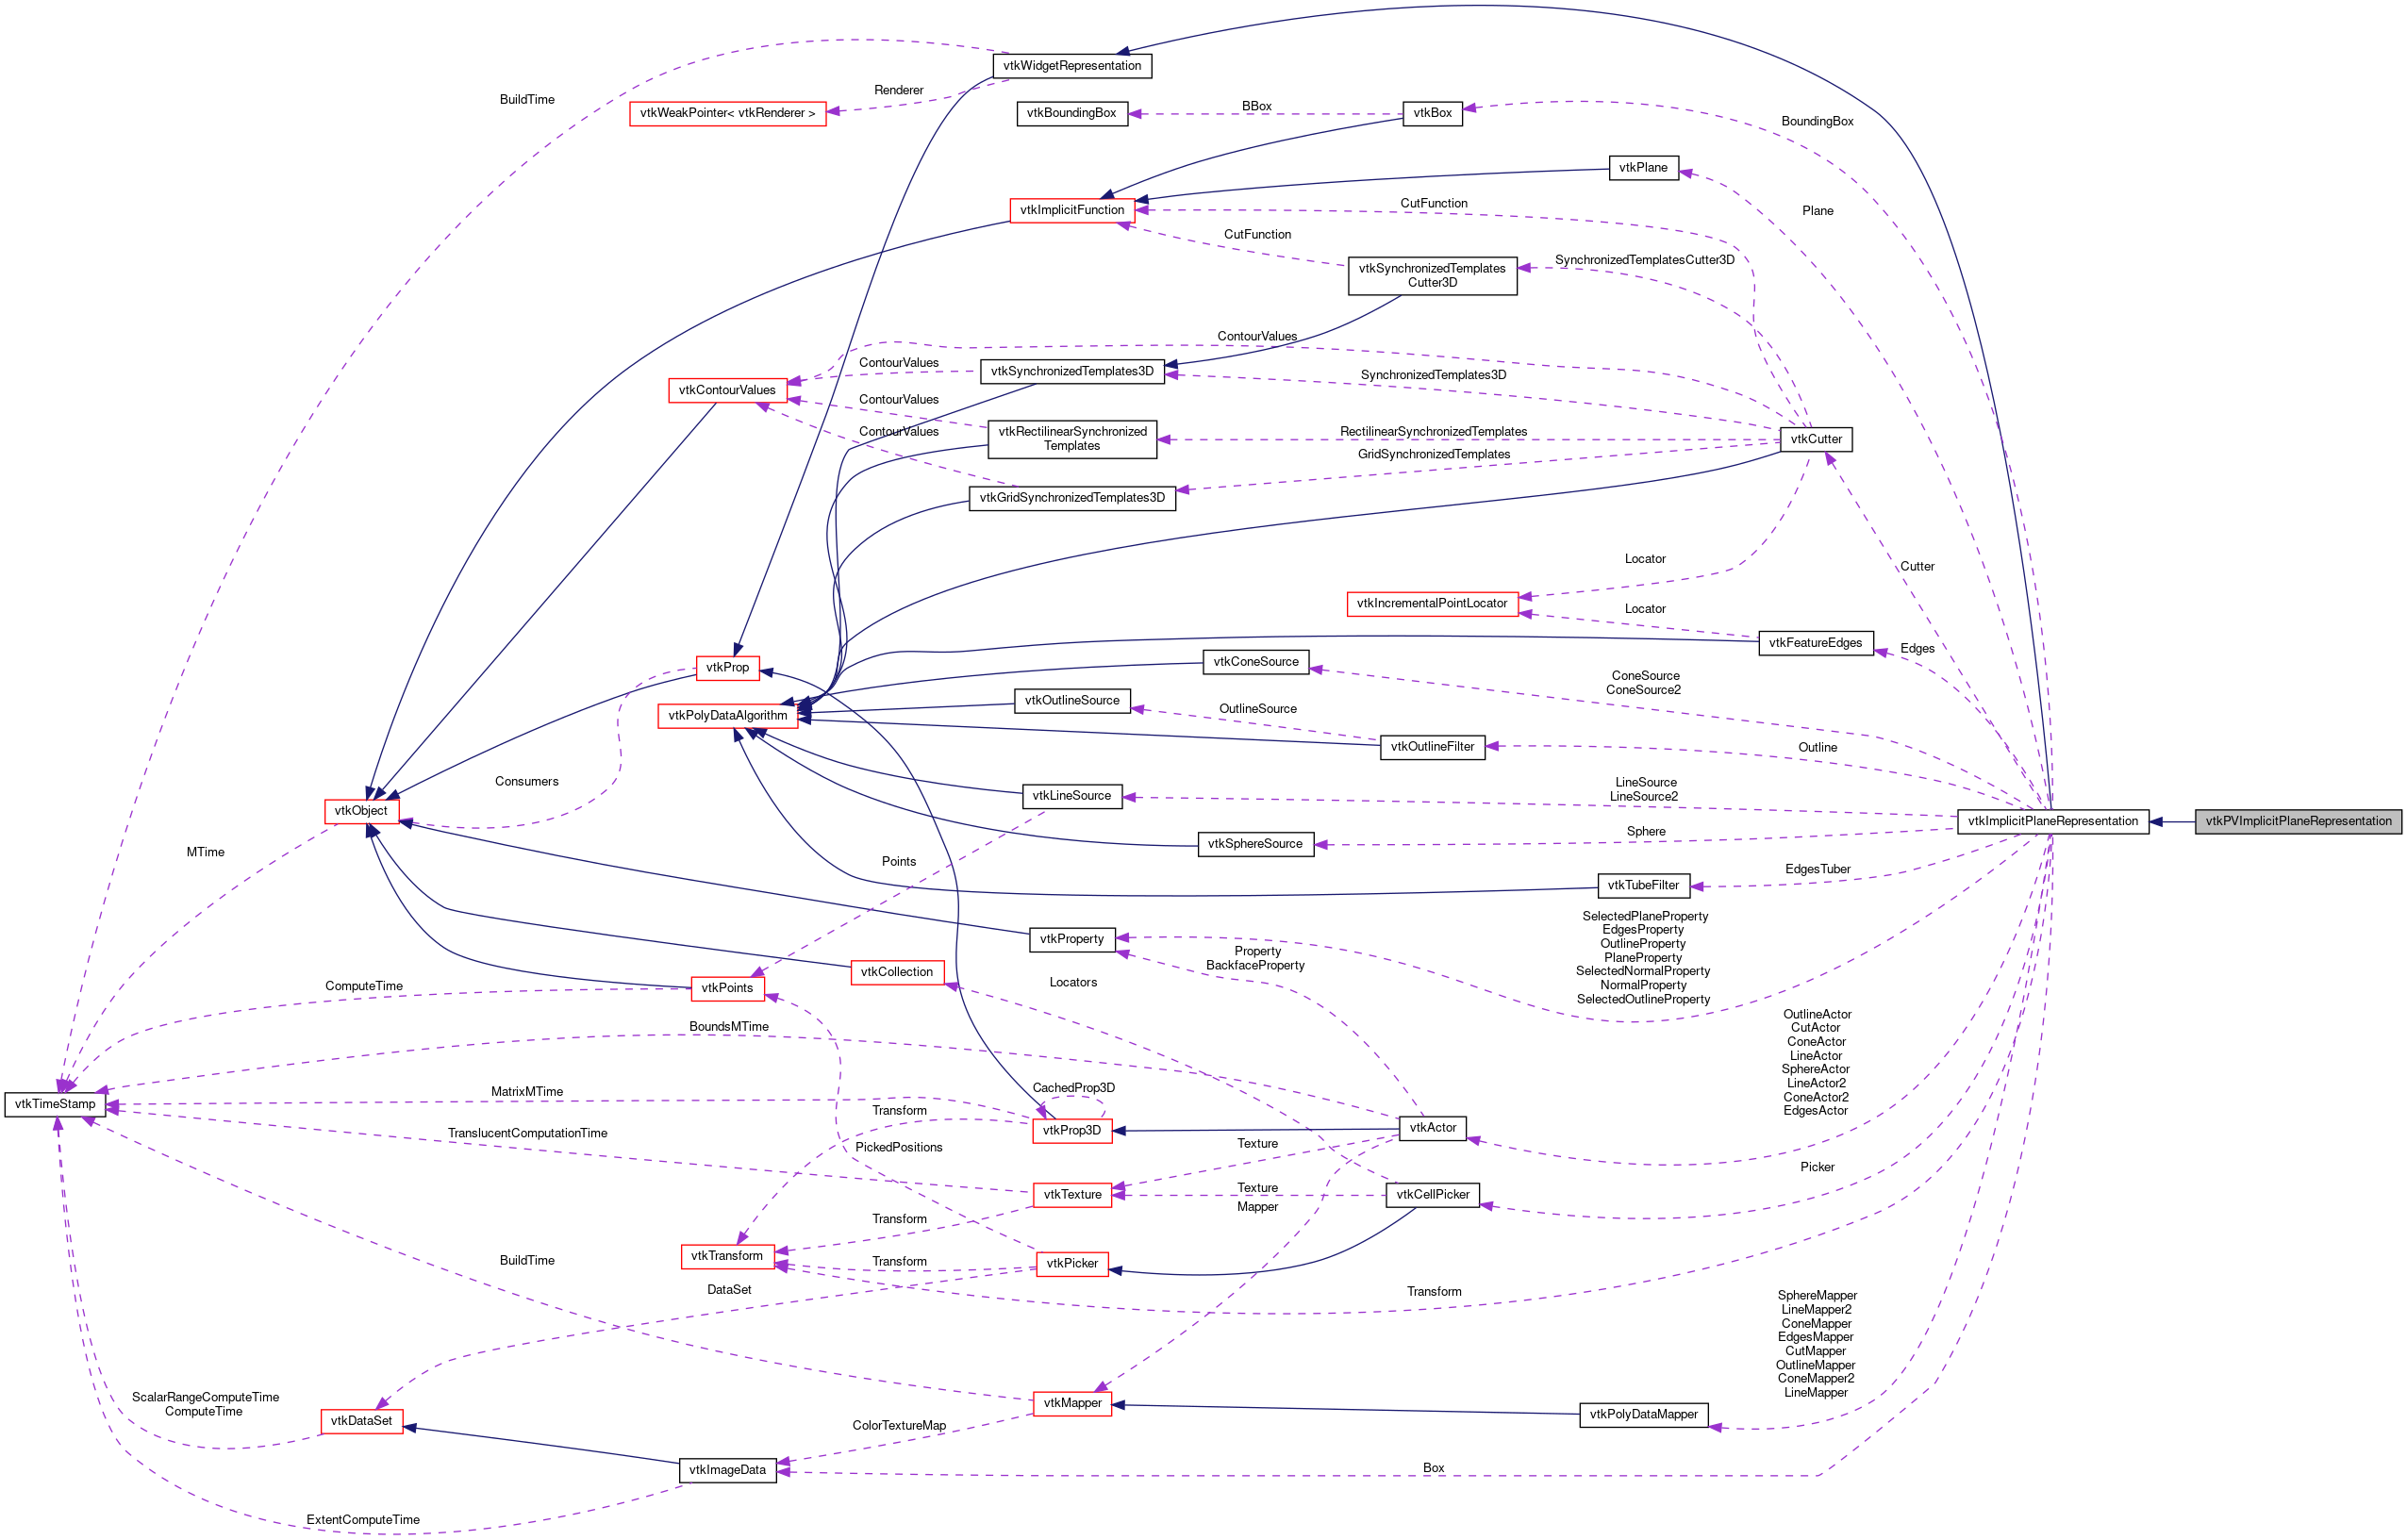 vtkWidgetRepresentation
BuildTime
Renderer
vtkWeakPointer< vtkRenderer >
vtkBoundingBox
BBox
vtkBox
BoundingBox
vtkPlane
Plane
vtkImplicitFunction
CutFunction
CutFunction
vtkSynchronizedTemplates
Cutter3D
SynchronizedTemplatesCutter3D
ContourValues
ContourValues
vtkSynchronizedTemplates3D
SynchronizedTemplates3D
vtkContourValues
ContourValues
ContourValues
vtkRectilinearSynchronized
Templates
RectilinearSynchronizedTemplates
vtkCutter
GridSynchronizedTemplates
vtkGridSynchronizedTemplates3D
Locator
Cutter
vtkIncrementalPointLocator
Locator
vtkFeatureEdges
Edges
vtkProp
vtkConeSource
ConeSource
ConeSource2
vtkPolyDataAlgorithm
vtkOutlineSource
OutlineSource
vtkOutlineFilter
Outline
Consumers
vtkObject
vtkLineSource
LineSource
LineSource2
vtkImplicitPlaneRepresentation
vtkPVImplicitPlaneRepresentation
Sphere
vtkSphereSource
MTime
Points
EdgesTuber
vtkTubeFilter
SelectedPlaneProperty
EdgesProperty
OutlineProperty
PlaneProperty
SelectedNormalProperty
NormalProperty
SelectedOutlineProperty
vtkProperty
Property
BackfaceProperty
vtkCollection
Locators
vtkPoints
ComputeTime
BoundsMTime
OutlineActor
CutActor
ConeActor
LineActor
SphereActor
LineActor2
ConeActor2
EdgesActor
vtkTimeStamp
MatrixMTime
CachedProp3D
Transform
vtkProp3D
vtkActor
TranslucentComputationTime
PickedPositions
Texture
Picker
vtkTexture
Texture
vtkCellPicker
Mapper
Transform
vtkTransform
Transform
vtkPicker
BuildTime
DataSet
Transform
SphereMapper
LineMapper2
ConeMapper
EdgesMapper
CutMapper
OutlineMapper
ConeMapper2
LineMapper
ScalarRangeComputeTime
ComputeTime
vtkDataSet
vtkMapper
vtkPolyDataMapper
ColorTextureMap
vtkImageData
Box
ExtentComputeTime